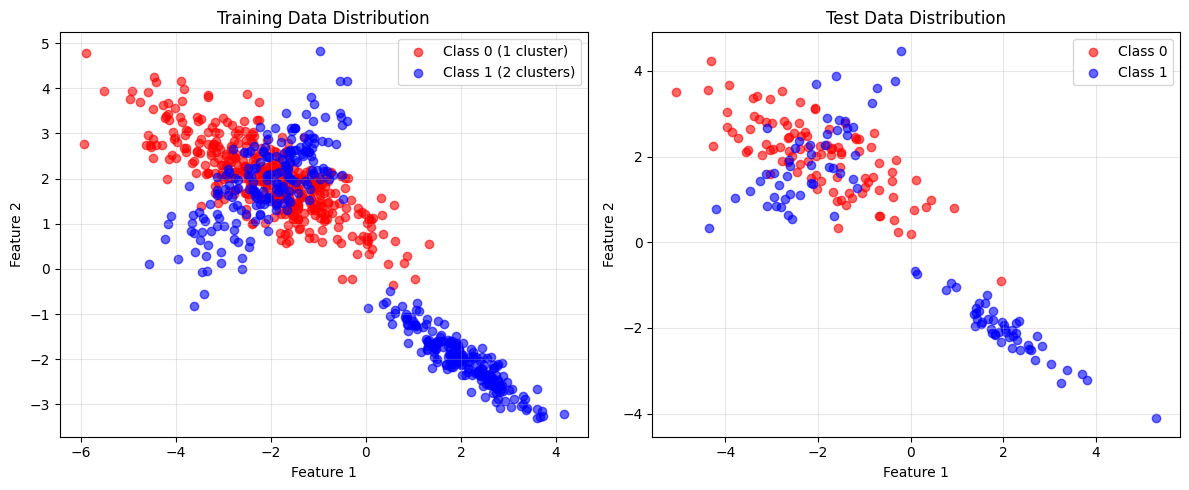 Training Data Distribution
Class 0 (1 cluster)
Class 1 (2 clusters)
5
4
3
2
1
0
−1
−2
−3
Feature 2
−6
−4
−2
0
2
4
Feature 1
Test Data Distribution
Class 0
Class 1
4
2
0
−2
−4
Feature 2
−4
−2
0
2
4
Feature 1